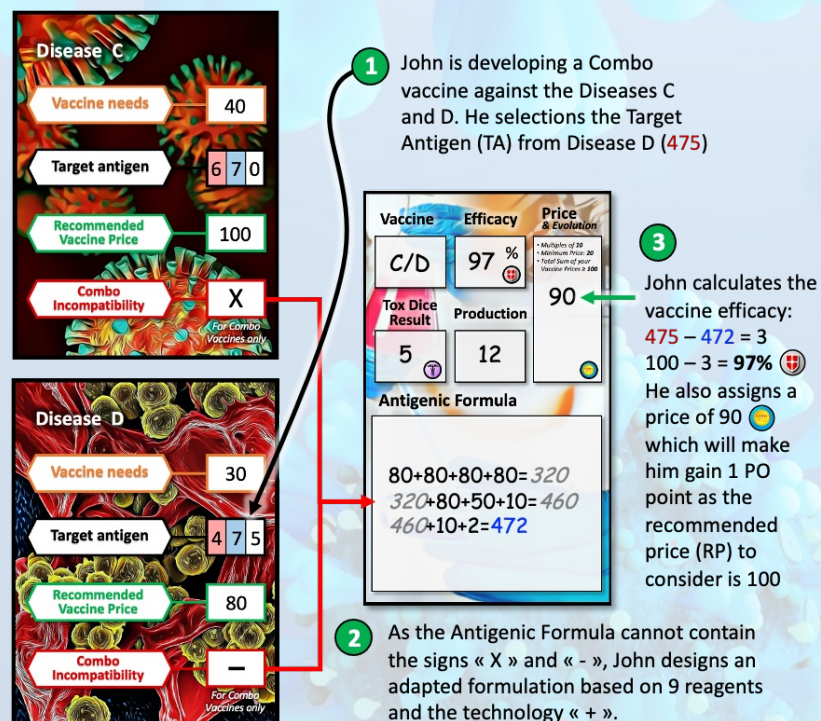 Disease C
Vaccine needs
40
Target antigen
6 7 0
Recommended
Vaccine Price
100
Combo
Incompatibility
X
For Combo
Vaccines only
Disease D
Vaccine needs
30
Target antigen
4 7 5
Recommended
Vaccine Price
80
Combo
Incompatibility
–
For Combo
Vaccines only
1
John is developing a Combo
vaccine against the Diseases C
and D. He selections the Target
Antigen (TA) from Disease D (475)
Vaccine
Efficacy
Price
& Evolution
C/D
97 %
• Multiples of 10
• Minimum Price: 20
• Total Sum of your
Vaccine Prices ≥ 100
90
Tox Dice
Result
Production
5
12
Antigenic Formula
80+80+80+80=320
320+80+50+10=460
460+10+2=472
3
John calculates the
vaccine efficacy:
475 – 472 = 3
100 – 3 = 97%
He also assigns a
price of 90
which will make
him gain 1 PO
point as the
recommended
price (RP) to
consider is 100
2
As the Antigenic Formula cannot contain
the signs « X » and « - », John designs an
adapted formulation based on 9 reagents
and the technology « + ».